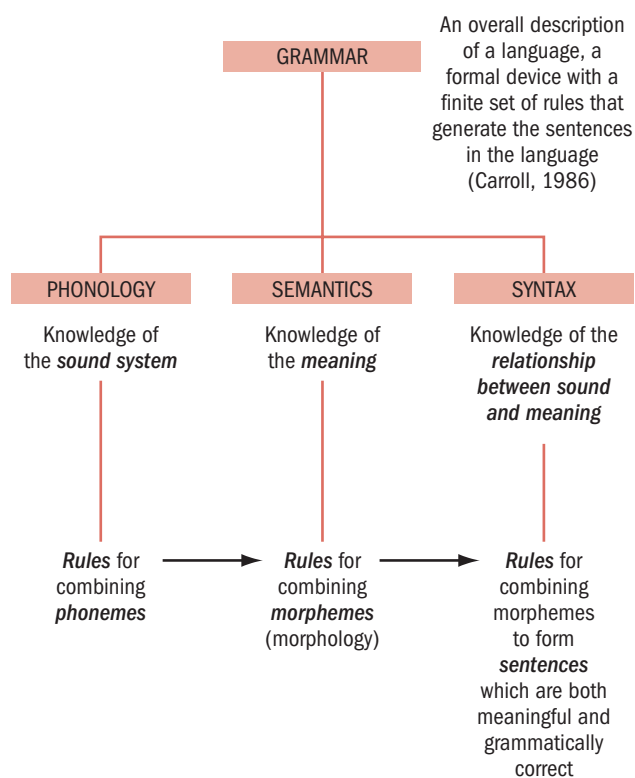 GRAMMAR
An overall description
of a language, a
formal device with a
finite set of rules that
generate the sentences
in the language
(Carroll, 1986)
PHONOLOGY
Knowledge of
the sound system
Rules for
combining
phonemes
SEMANTICS
Knowledge of
the meaning
Rules for
combining
morphemes
(morphology)
SYNTAX
Knowledge of the
relationship
between sound
and meaning
Rules for
combining
morphemes
to form
sentences
which are both
meaningful and
grammatically
correct